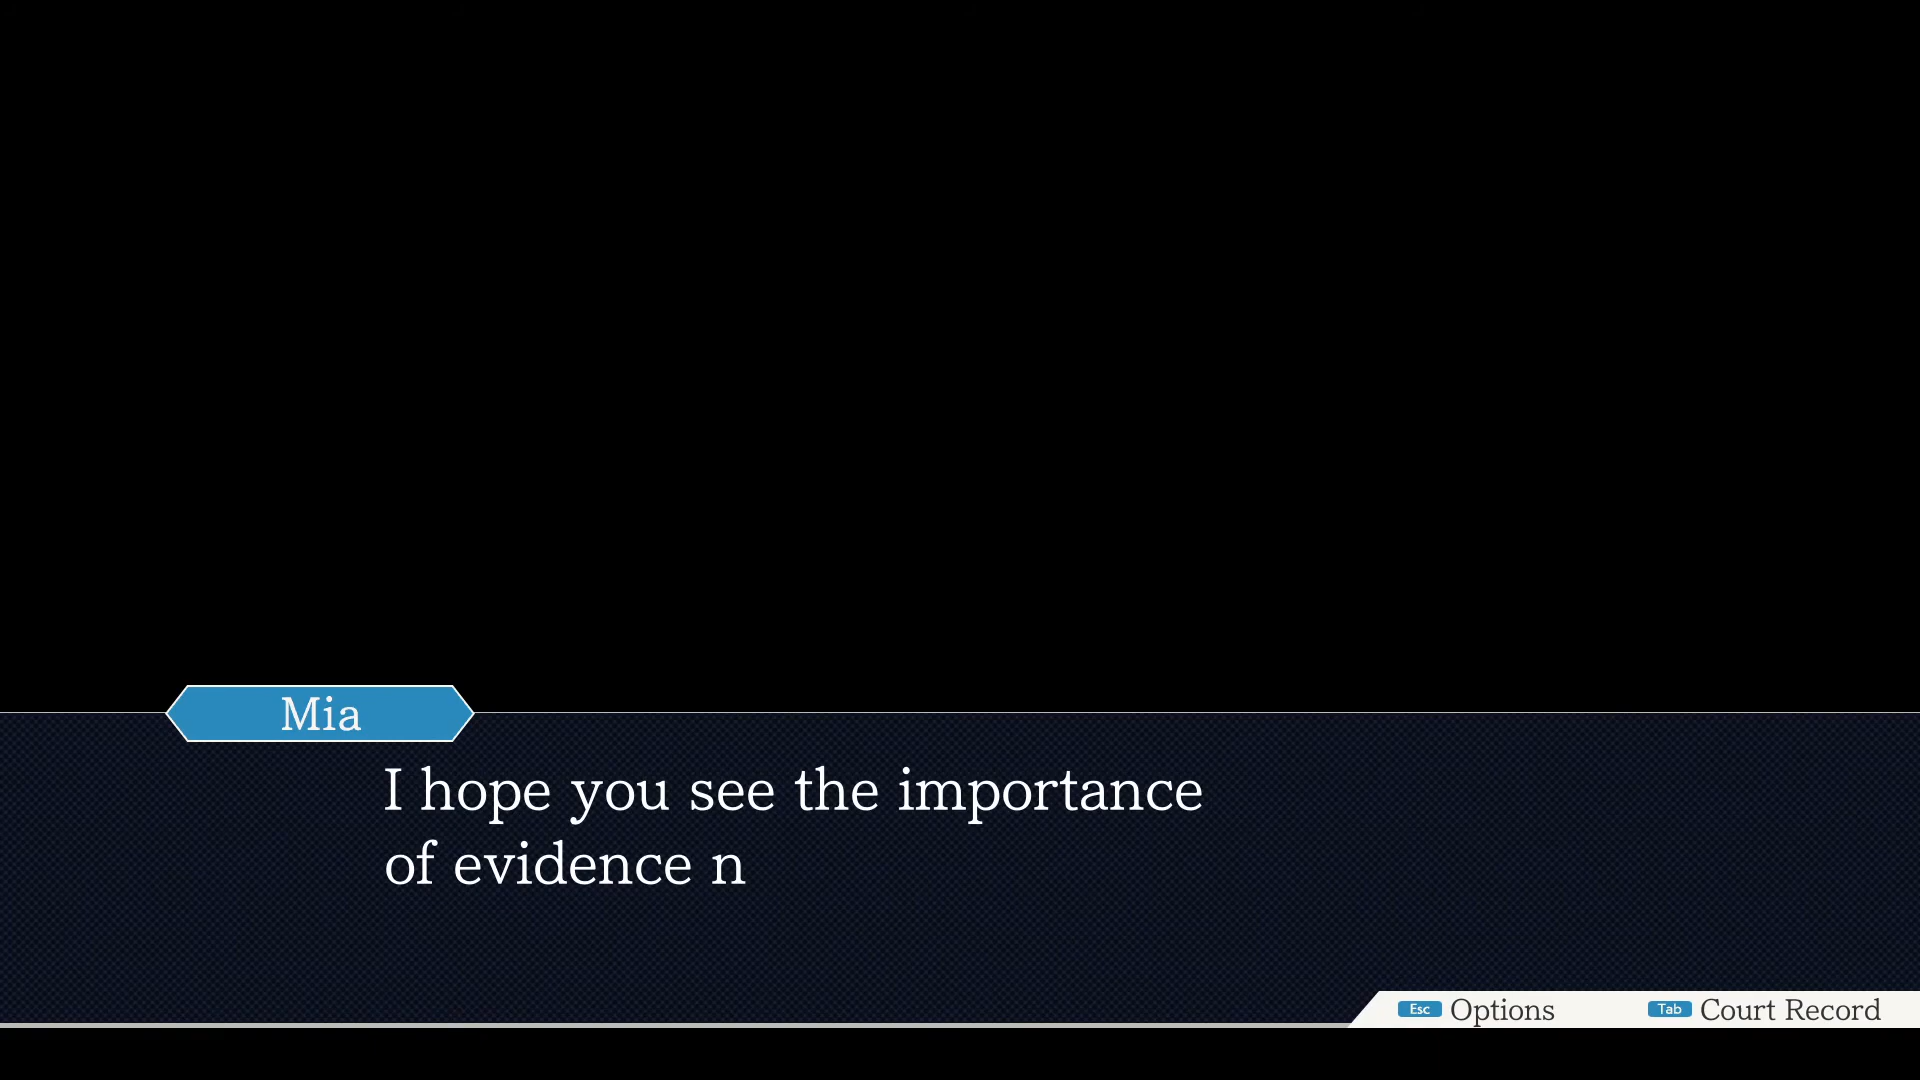 Mia
I hope you see the importance
of evidence n
Esc Options Tab Court Record